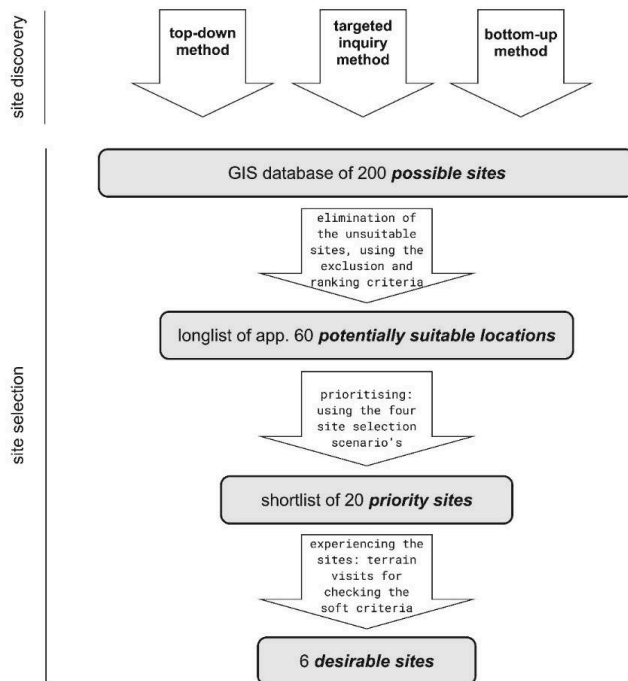 site discovery
top-down
method
targeted
inquiry
method
bottom-up
method
site selection
GIS database of 200 possible sites
elimination of
the unsuitable
sites, using the
exclusion and
ranking criteria
longlist of app. 60 potentially suitable locations
prioritising:
using the four
site selection
scenario's
shortlist of 20 priority sites
experiencing the
sites: terrain
visits for
checking the
soft criteria
6 desirable sites